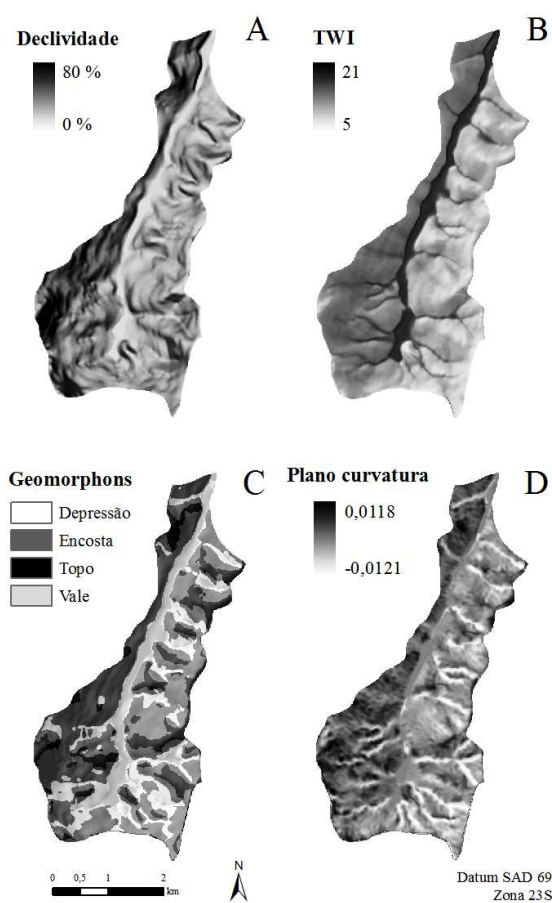 Declividade
A
80 %
0 %
TWI
B
21
5
Geomorphons
C
Depressão
Encosta
Topo
Vale
Plano curvatura
D
0,0118
-0,0121
0 0,5 1 2
km
N
Datum SAD 69
Zona 23S